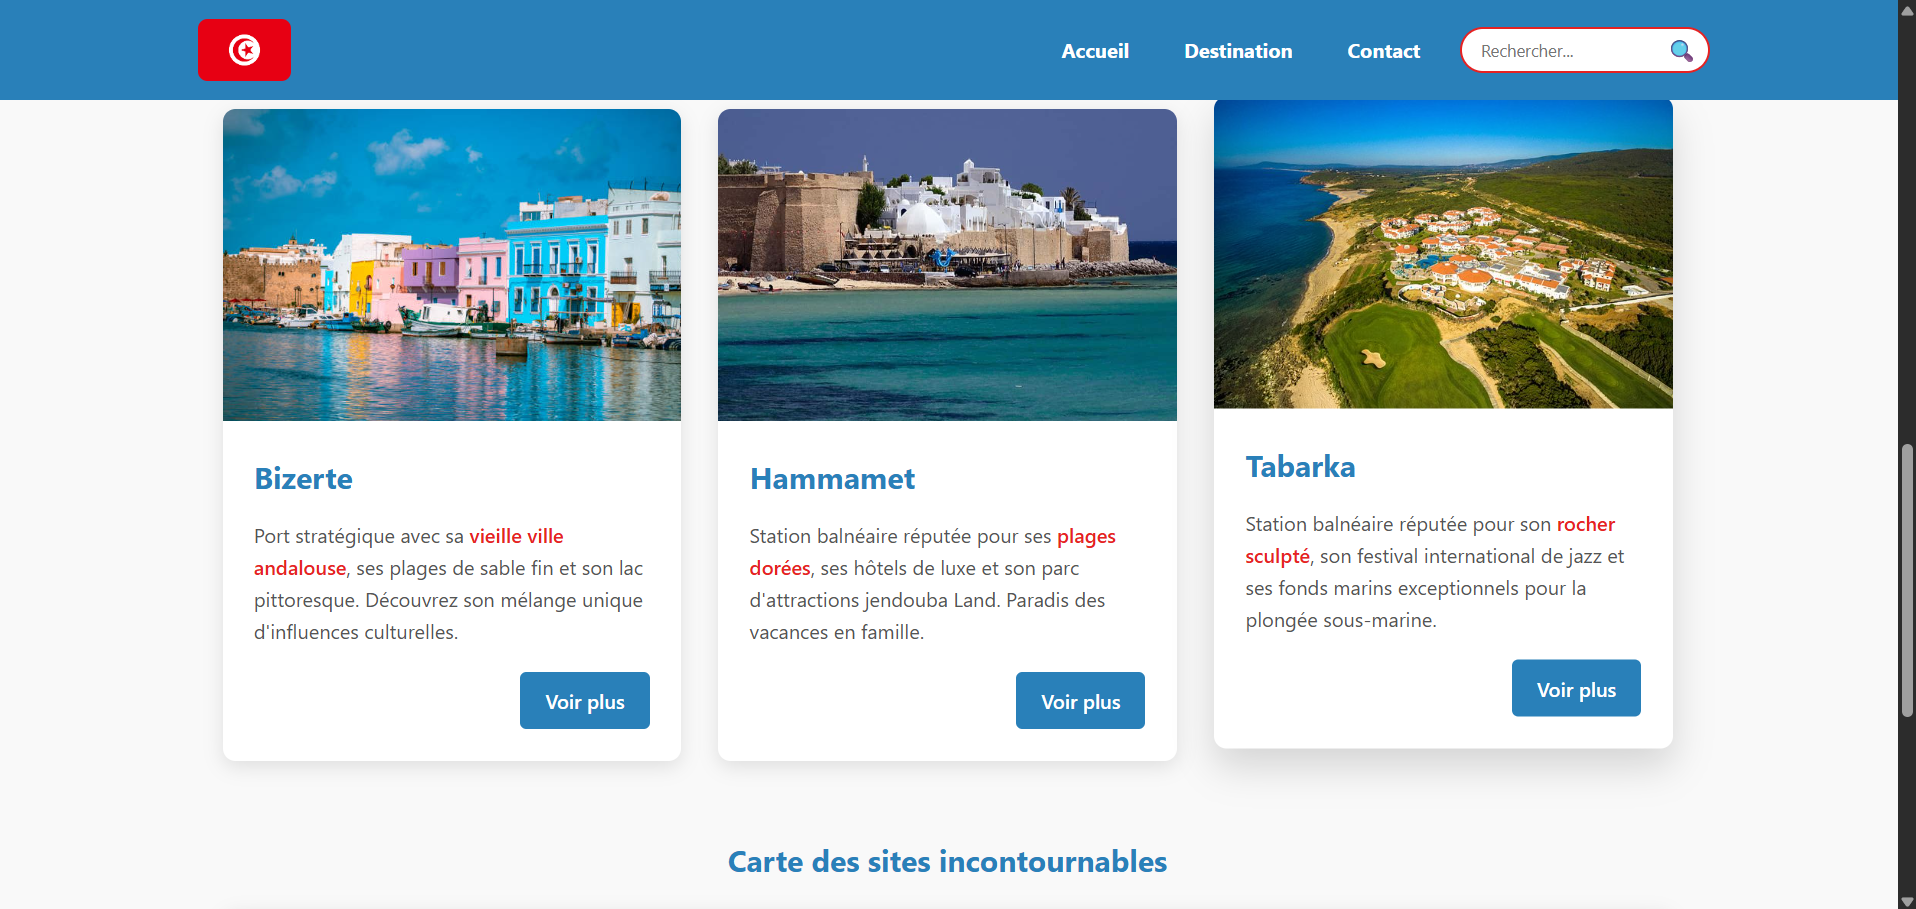 Accueil
Destination
Contact
Rechercher...
Bizerte
Port stratégique avec sa vieille ville
andalouse, ses plages de sable fin et son lac
pittoresque. Découvrez son mélange unique
d'influences culturelles.
Voir plus
Hammamet
Station balnéaire réputée pour ses plages
dorées, ses hôtels de luxe et son parc
d'attractions jendouba Land. Paradis des
vacances en famille.
Voir plus
Tabarka
Station balnéaire réputée pour son rocher
sculpté, son festival international de jazz et
ses fonds marins exceptionnels pour la
plongée sous-marine.
Voir plus
Carte des sites incontournables